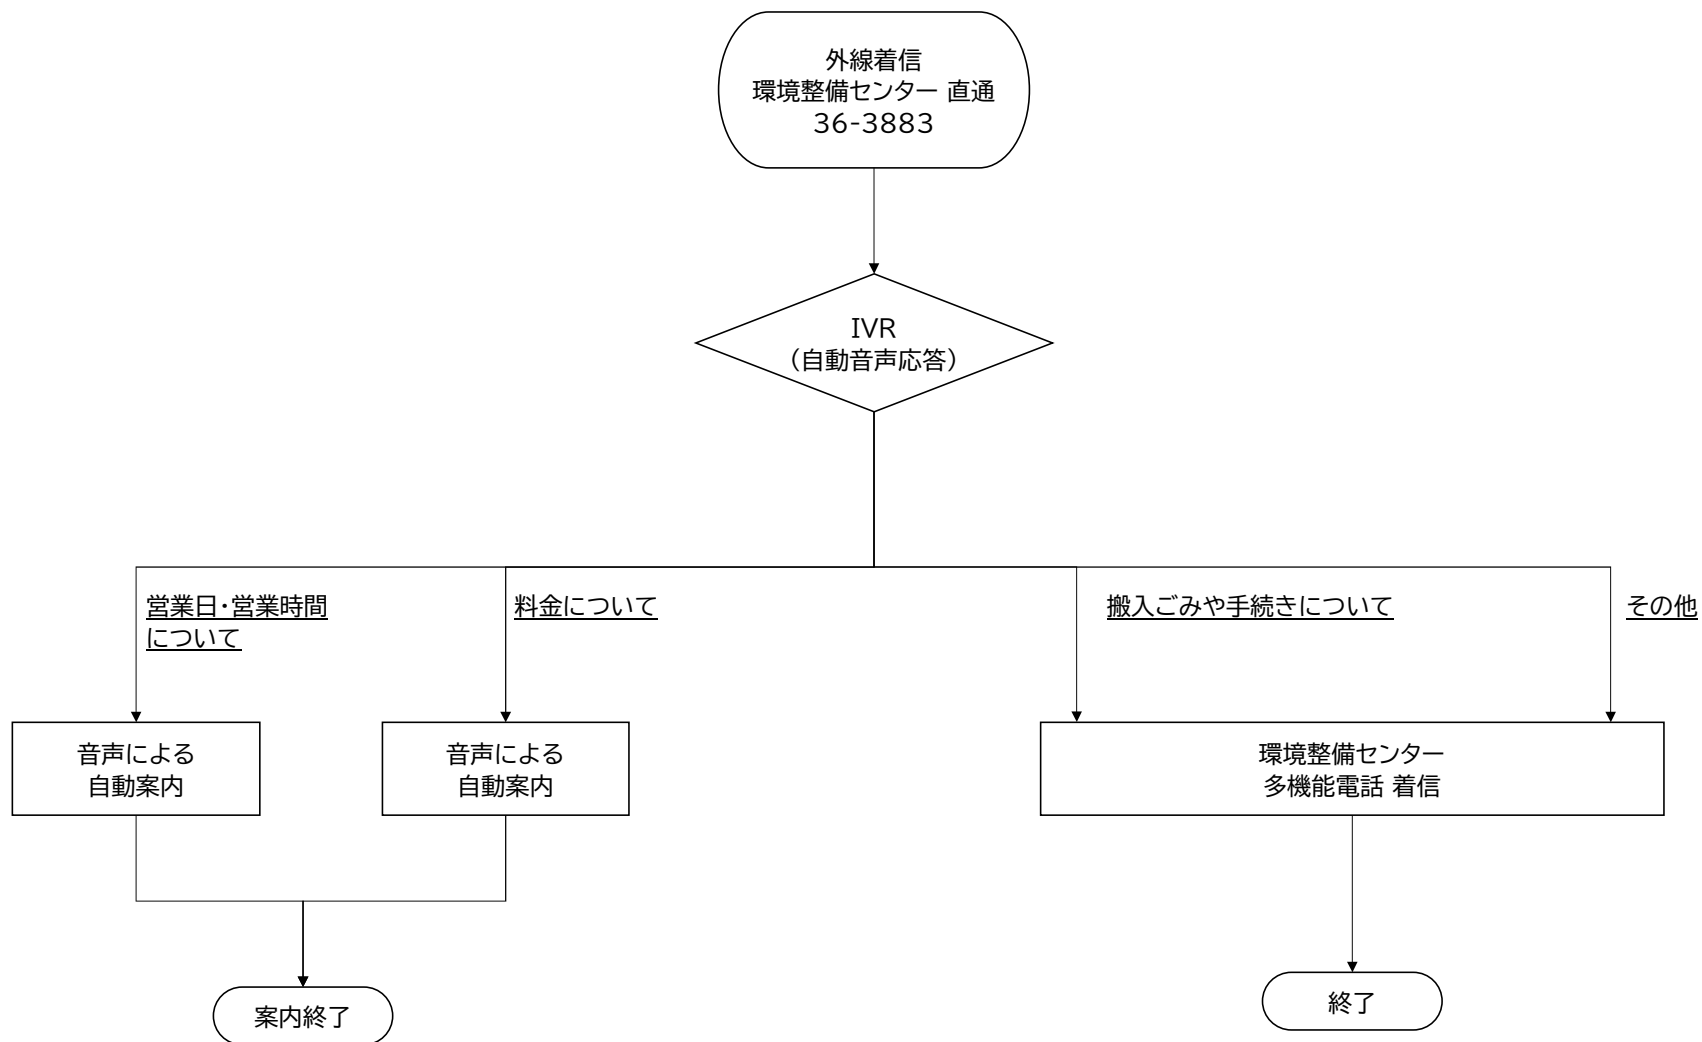 外線着信
環境整備センター 直通
36-3883
IVR
（自動音声応答）
営業日・営業時間
について
料金について
搬入ごみや手続きについて
その他
音声による
自動案内
音声による
自動案内
環境整備センター
多機能電話 着信
案内終了
終了